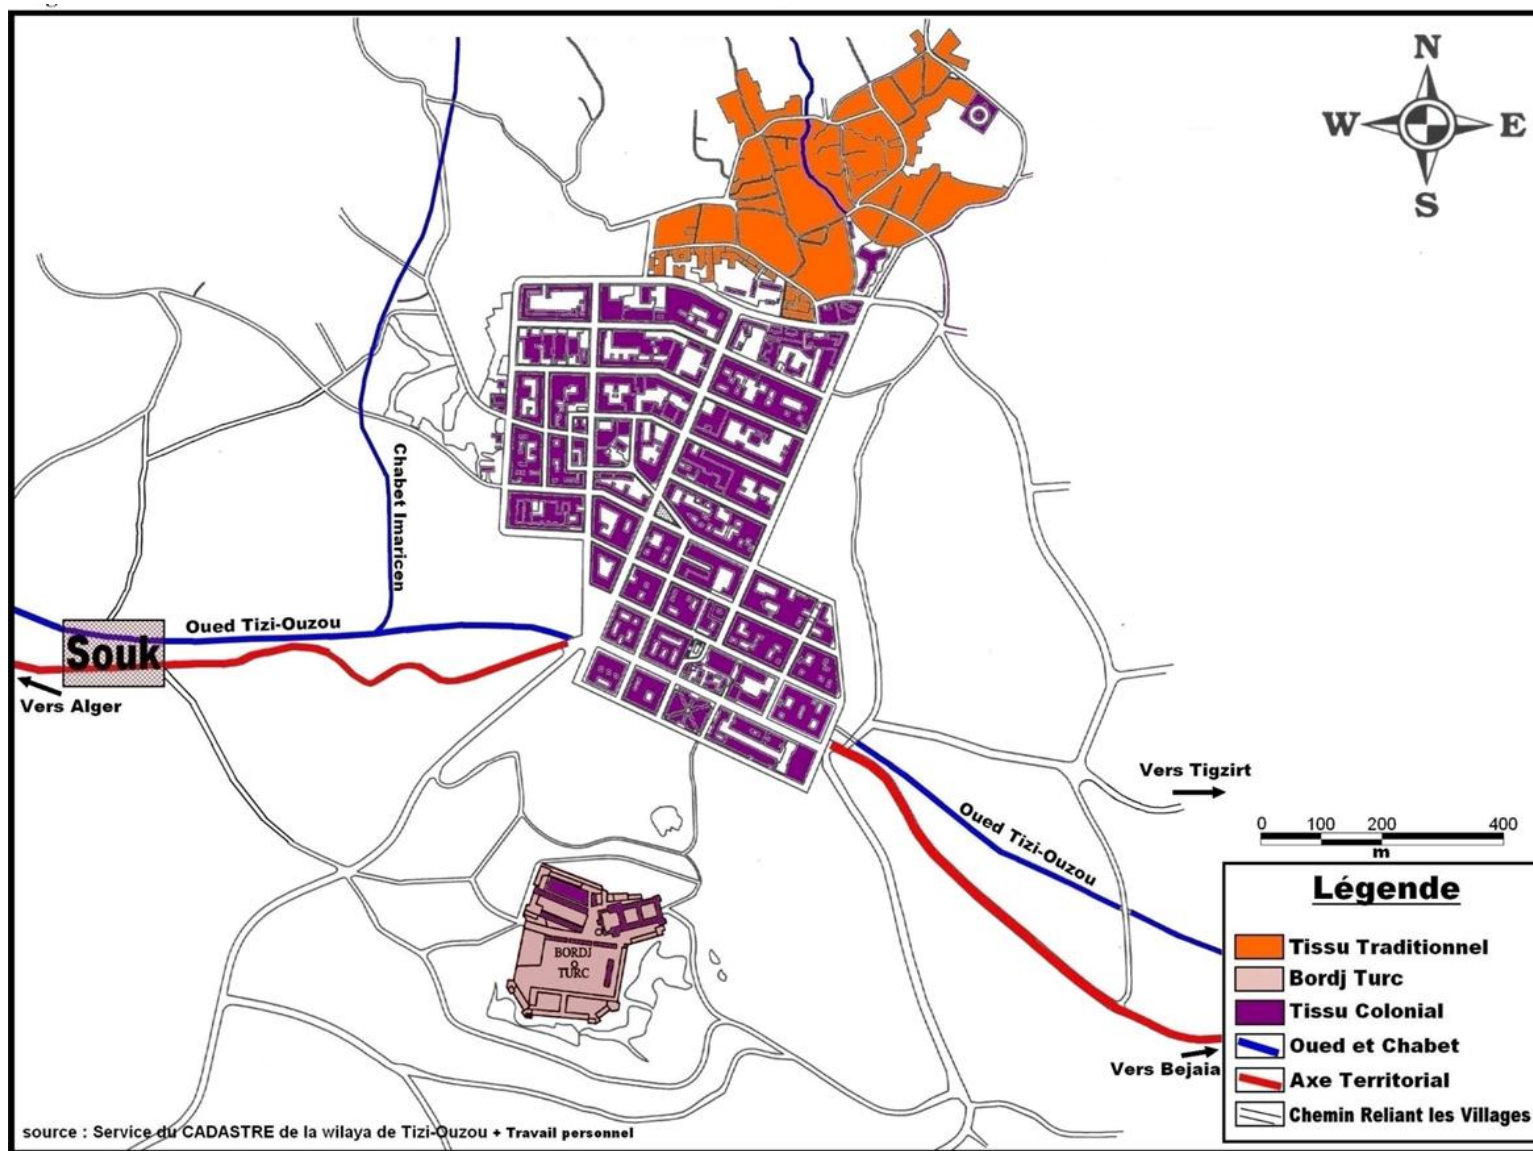 N
W E
S
Chabet Imaricen
Oued Tizi-Ouzou
Souk
Vers Alger
Vers Tigzirt
Oued Tizi-Ouzou
0 100 200 400
m
BORDJ
TURC
Vers Bejaia
Légende
Tissu Traditionnel
Bordj Turc
Tissu Colonial
Oued et Chabet
Axe Territorial
Chemin Reliant les Villages
source : Service du CADASTRE de la wilaya de Tizi-Ouzou + Travail personnel